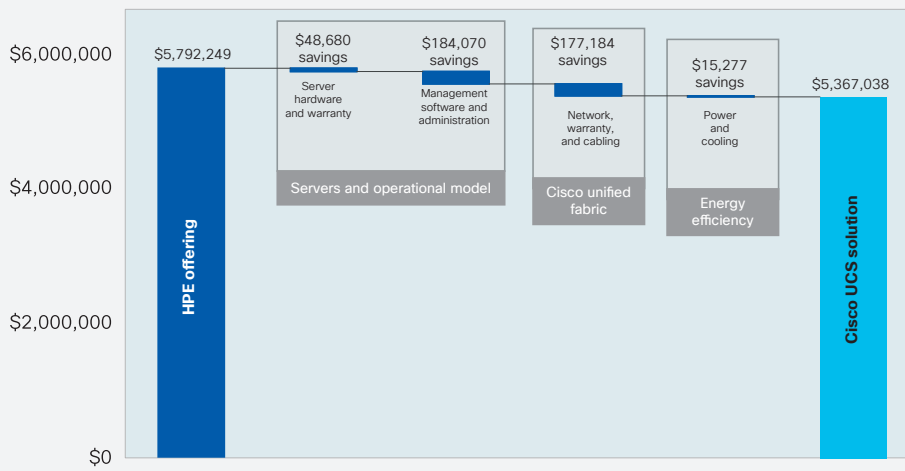 $6,000,000
$4,000,000
$2,000,000
$0
$5,792,249
HPE offering
$48,680
savings
Server
hardware
and warranty
$184,070
savings
Management
software and
administration
Servers and operational model
$177,184
savings
Network,
warranty,
and cabling
Cisco unified
fabric
$15,277
savings
Power
and
cooling
Energy
efficiency
$5,367,038
Cisco UCS solution